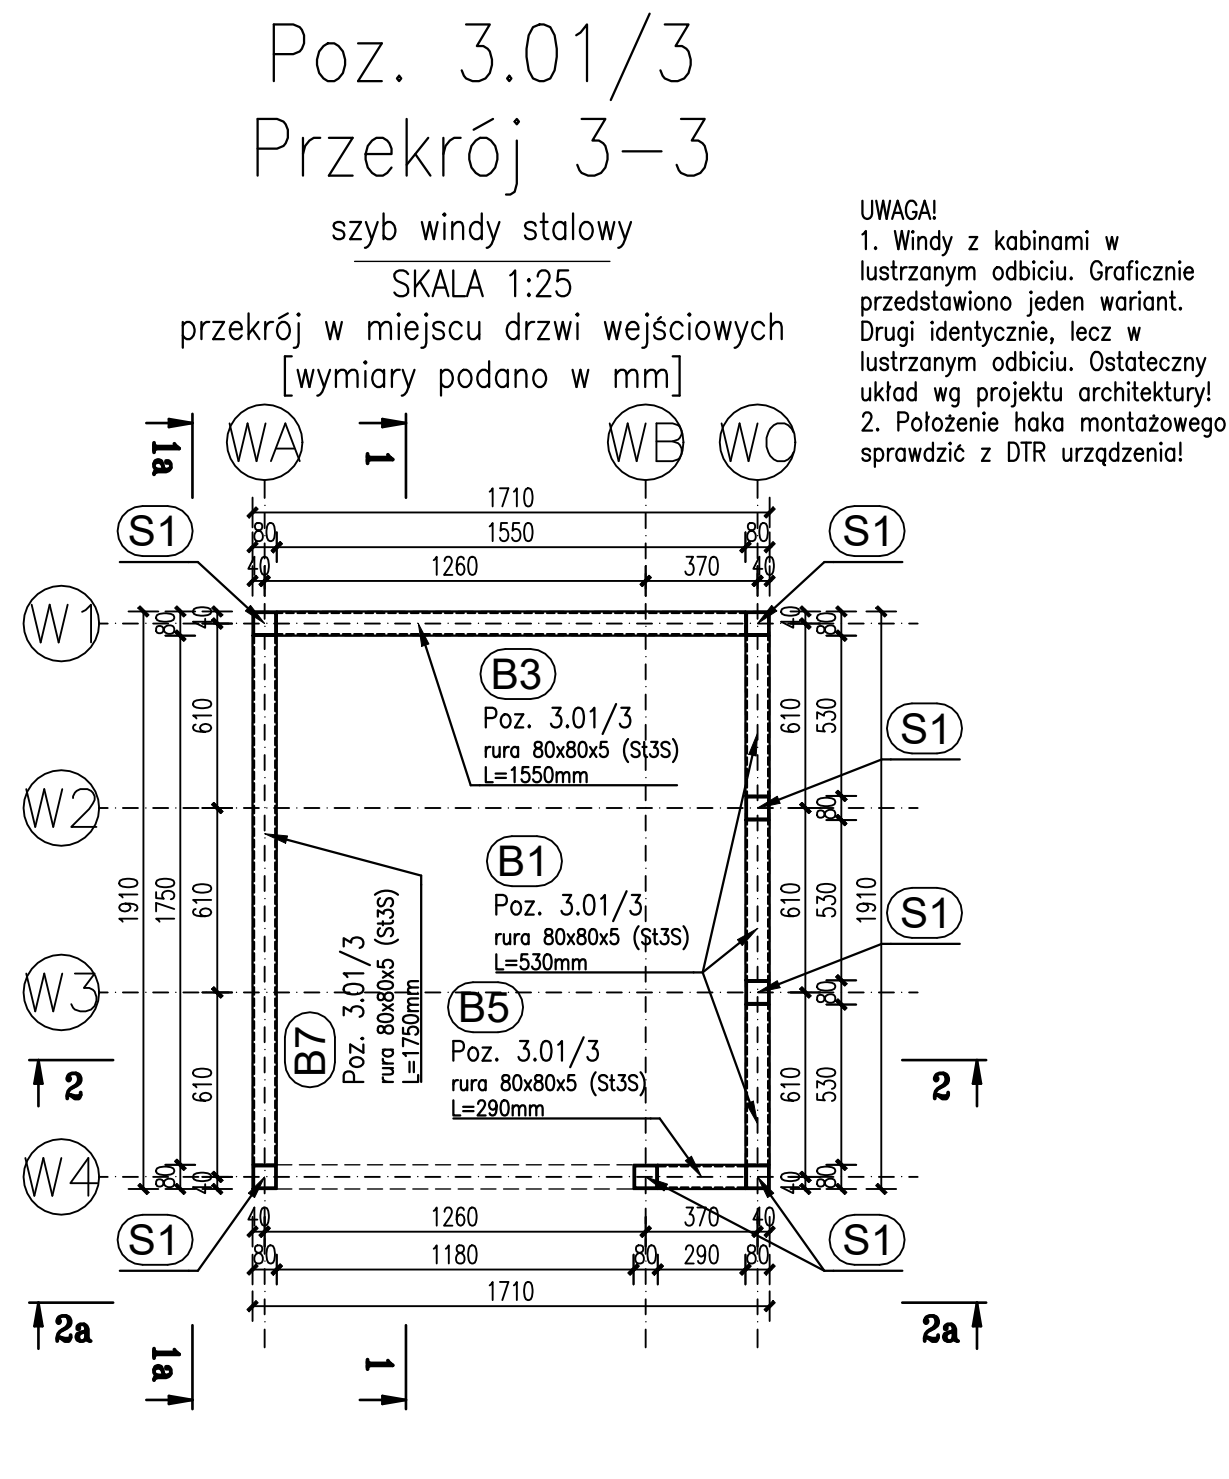 Poz. 3.01/3
Przekrój 3-3
szyb windy stalowy
SKALA 1:25
przekrój w miejscu drzwi wejściowych
[wymiary podano w mm]
UWAGA!
1. Windy z kabinami w
lustrzanym odbiciu. Graficznie
przedstawiono jeden wariant.
Drugi identycznie, lecz w
lustrzanym odbiciu. Ostateczny
układ wg projektu architektury!
2. Położenie haka montażowego
sprawdzić z DTR urządzenia!
1a
WA
1
WB
WC
1710
S1
80
1550
80
S1
40
1260
370
40
W1
80
40
40
80
B3
Poz. 3.01/3
rura 80x80x5 (St3S)
L=1550mm
610
610
530
S1
W2
80
B1
Poz. 3.01/3
rura 80x80x5 (St3S)
L=530mm
1910
1750
610
610
530
1910
S1
B7
Poz. 3.01/3
rura 80x80x5 (St3S)
L=1750mm
W3
80
B5
Poz. 3.01/3
rura 80x80x5 (St3S)
L=290mm
2
610
610
530
2
W4
80
40
40
80
S1
40
1260
370
40
S1
80
1180
80
290
80
1710
2a
2a
1a
1